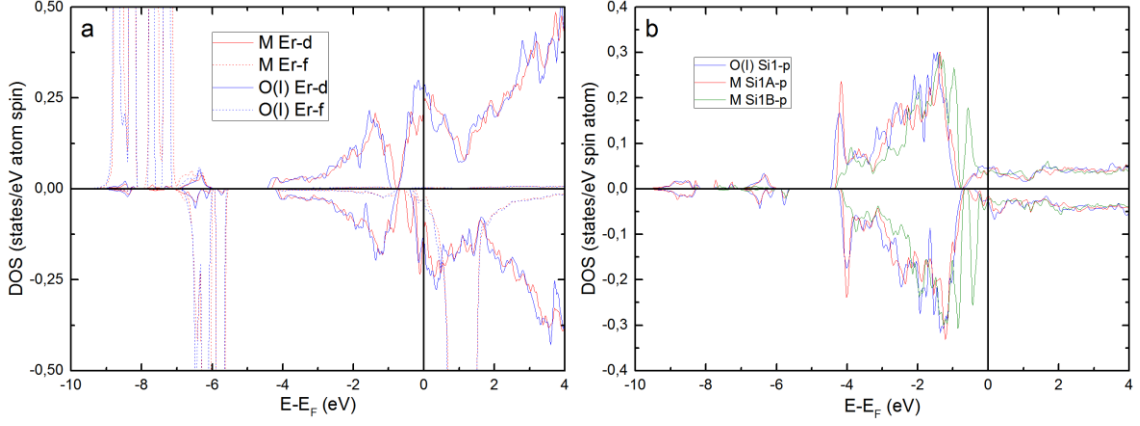 a
M Er-d
M Er-f
O(I) Er-d
O(I) Er-f
0,50
0,25
0,00
-0,25
-0,50
DOS (states/eV atom spin)
-10 -8 -6 -4 -2 0 2 4
E-E_F (eV)
b
O(I) Si1-p
M Si1A-p
M Si1B-p
0,4
0,3
0,2
0,1
0,0
-0,1
-0,2
-0,3
-0,4
DOS (states/eV spin atom)
-10 -8 -6 -4 -2 0 2 4
E-E_F (eV)